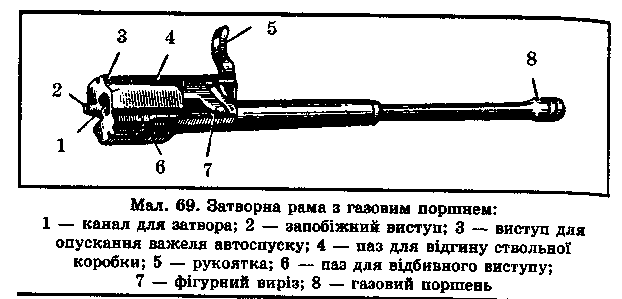 3 4 5 8
2
1
6 7
Мал. 69. Затворна рама з газовим поршнем:
1 — канал для затвора; 2 — запобіжний виступ; 3 — виступ для
опускання важеля автоспуску; 4 — паз для відгину ствольної
коробки; 5 — рукоятка; 6 — паз для відбивного виступу;
7 — фігурний виріз; 8 — газовий поршень